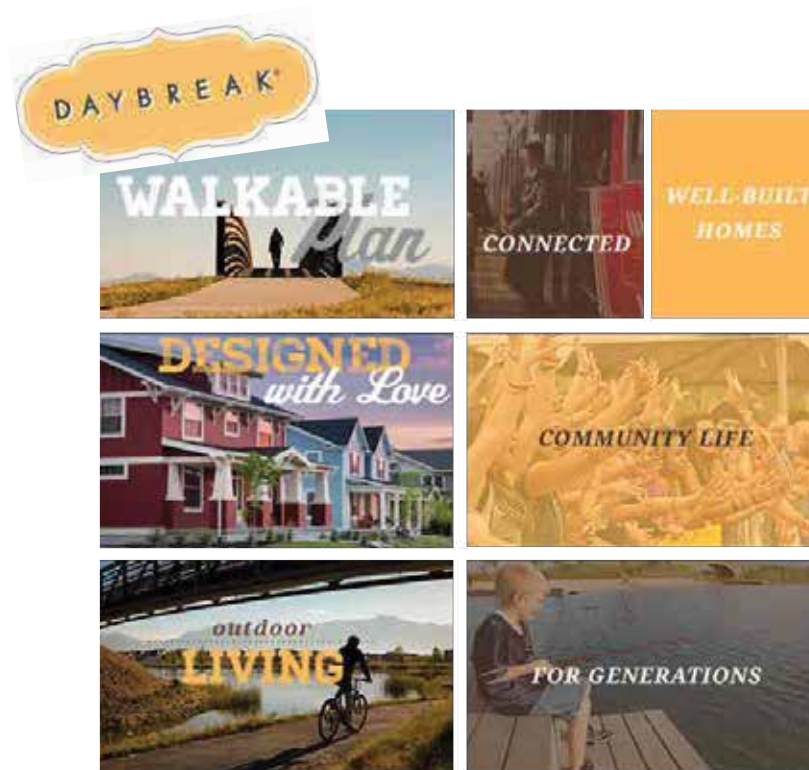 DAYBREAK®
WALKABLE
Plan
CONNECTED
WELL-BUILT
HOMES
DESIGNED
with Love
COMMUNITY LIFE
outdoor
LIVING
FOR GENERATIONS